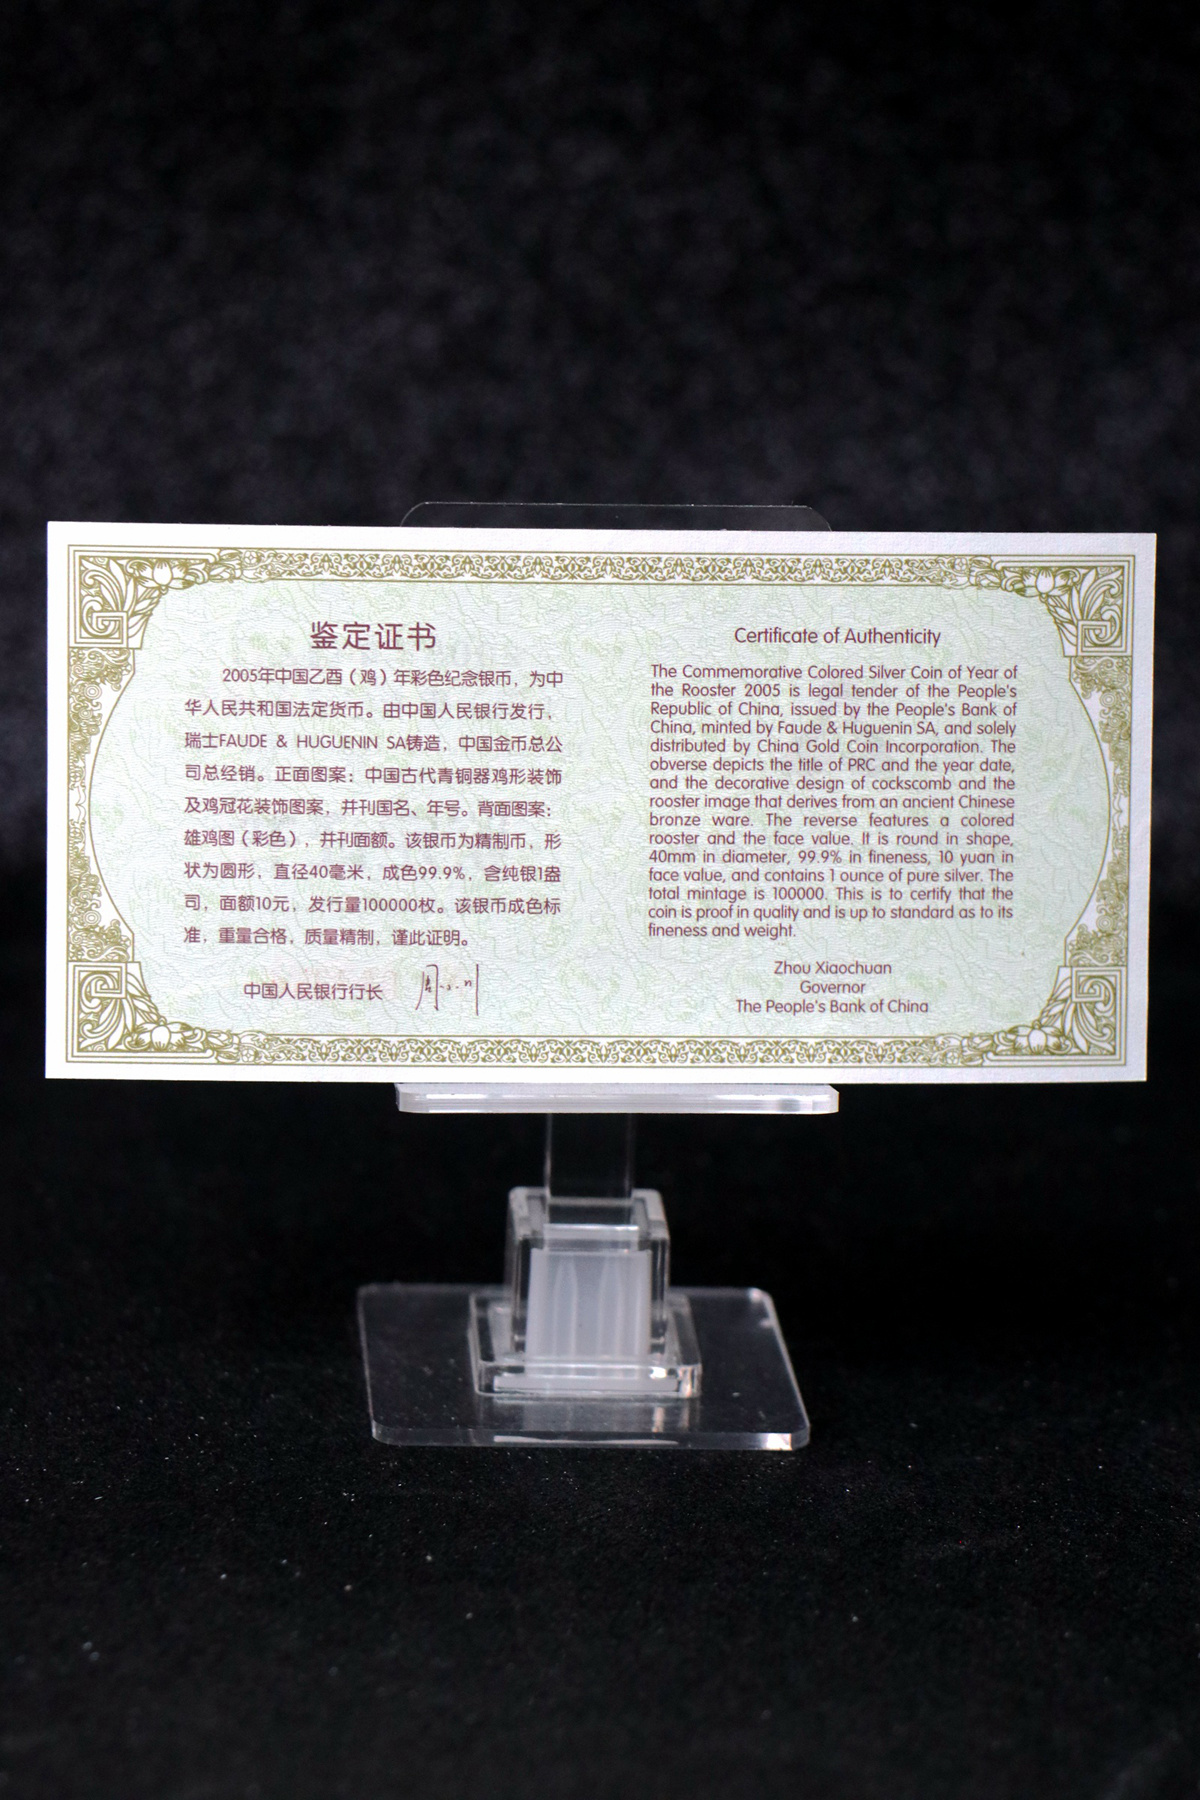 鉴定证书
2005年中国乙酉（鸡）年彩色纪念银币，为中
华人民共和国法定货币。由中国人民银行发行，
瑞士FAUDE & HUGUENIN SA铸造，中国金币总公
司总经销。正面图案：中国古代青铜器鸡形装饰
及鸡冠花装饰图案，并刊国名、年号。背面图案：
雄鸡图（彩色），并刊面额。该银币为精制币，形
状为圆形，直径40毫米，成色99.9%，含纯银1盎
司，面额10元，发行量100000枚。该银币成色标
准，重量合格，质量精制，谨此证明。
中国人民银行行长 周小川
Certificate of Authenticity
The Commemorative Colored Silver Coin of Year of
the Rooster 2005 is legal tender of the People's
Republic of China, issued by the People's Bank of
China, minted by Faude & Huguenin SA, and solely
distributed by China Gold Coin Incorporation. The
obverse depicts the title of PRC and the year date,
and the decorative design of cockscomb and the
rooster image that derives from an ancient Chinese
bronze ware. The reverse features a colored
rooster and the face value. It is round in shape,
40mm in diameter, 99.9% in fineness, 10 yuan in
face value, and contains 1 ounce of pure silver. The
total mintage is 100000. This is to certify that the
coin is proof in quality and is up to standard as to its
fineness and weight.
Zhou Xiaochuan
Governor
The People's Bank of China